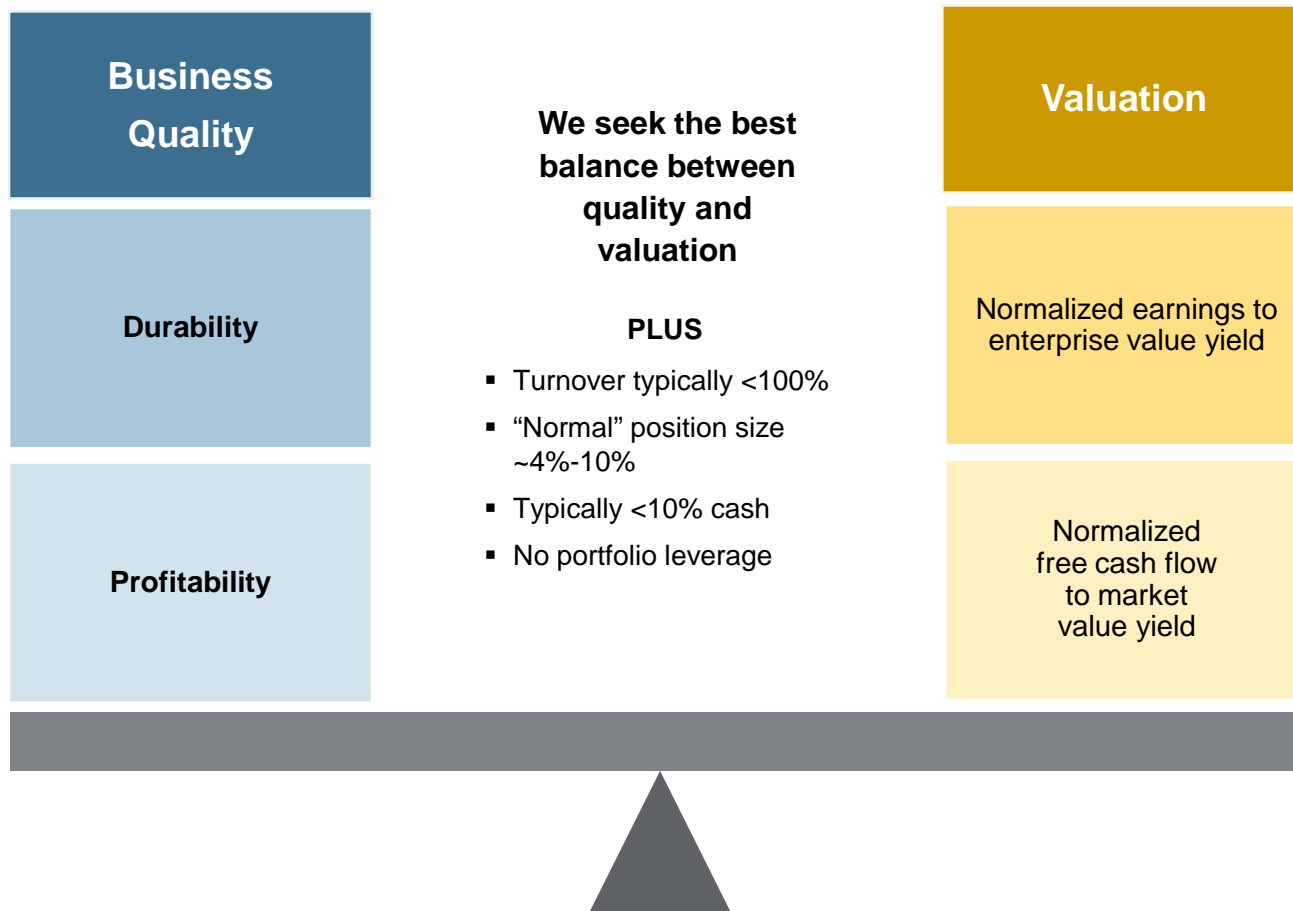 Business
Quality
Durability
Profitability
We seek the best
balance between
quality and
valuation
PLUS
▪ Turnover typically <100%
▪ “Normal” position size
~4%-10%
▪ Typically <10% cash
▪ No portfolio leverage
Valuation
Normalized earnings to
enterprise value yield
Normalized
free cash flow
to market
value yield